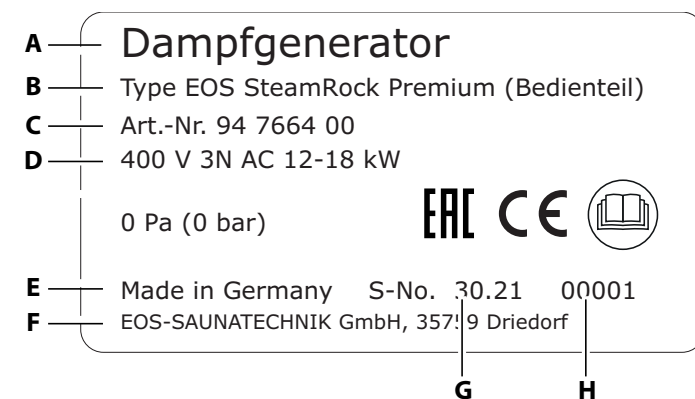 A Dampfgenerator
B Type EOS SteamRock Premium (Bedienteil)
C Art.-Nr. 94 7664 00
D 400 V 3N AC 12-18 kW
0 Pa (0 bar) EAC CE
E Made in Germany S-No. 30.21 00001
F EOS-SAUNATECHNIK GmbH, 35759 Driedorf
G H